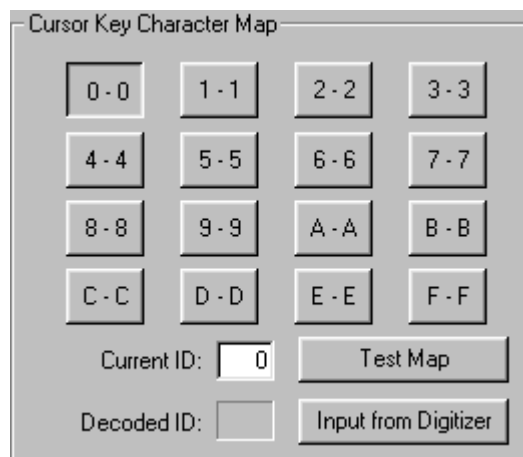 Cursor Key Character Map
0 - 0 1 - 1 2 - 2 3 - 3
4 - 4 5 - 5 6 - 6 7 - 7
8 - 8 9 - 9 A - A B - B
C - C D - D E - E F - F
Current ID: 0 Test Map
Decoded ID: Input from Digitizer